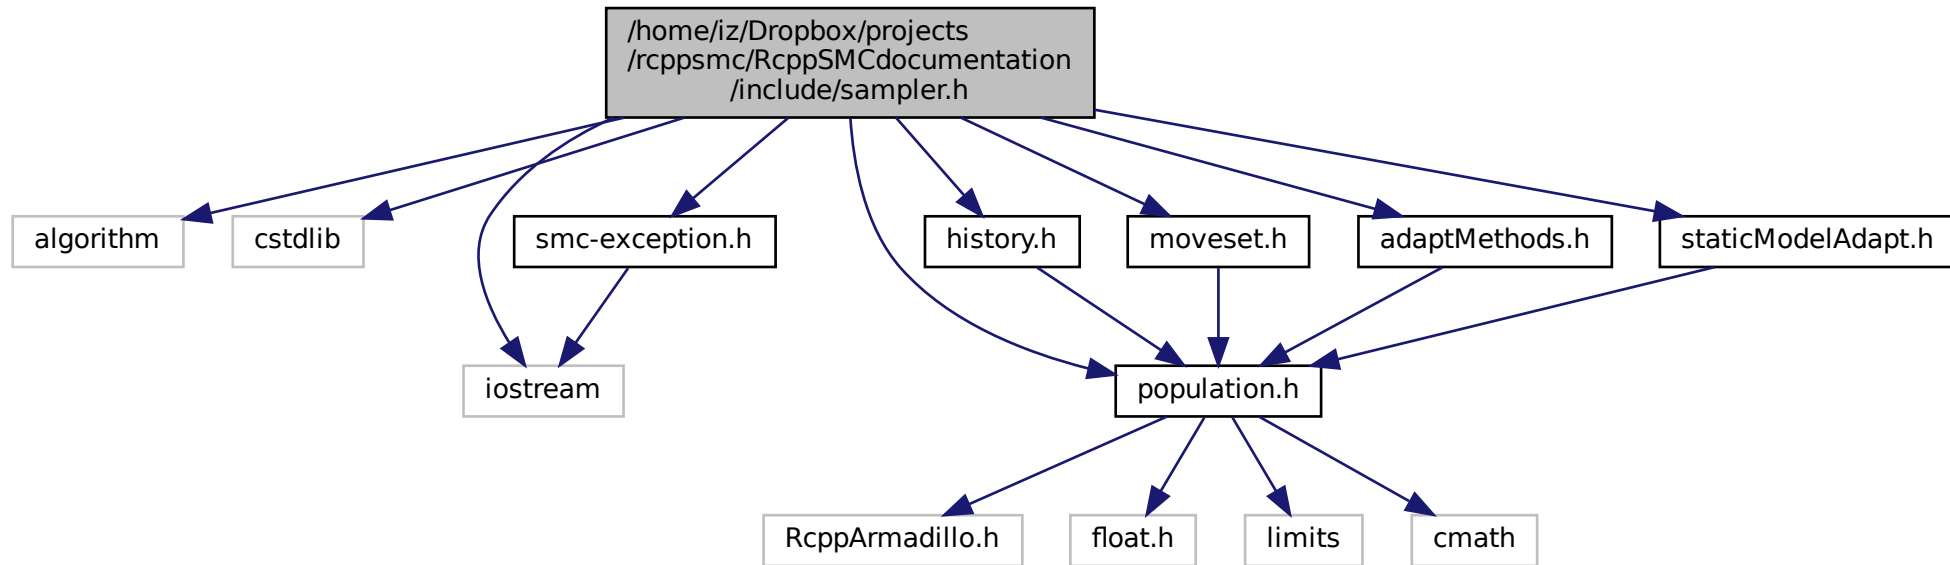 /home/iz/Dropbox/projects
/rcppsmc/RcppSMCdocumentation
/include/sampler.h
algorithm
cstdlib
smc-exception.h
history.h
moveset.h
adaptMethods.h
staticModelAdapt.h
iostream
population.h
RcppArmadillo.h
float.h
limits
cmath